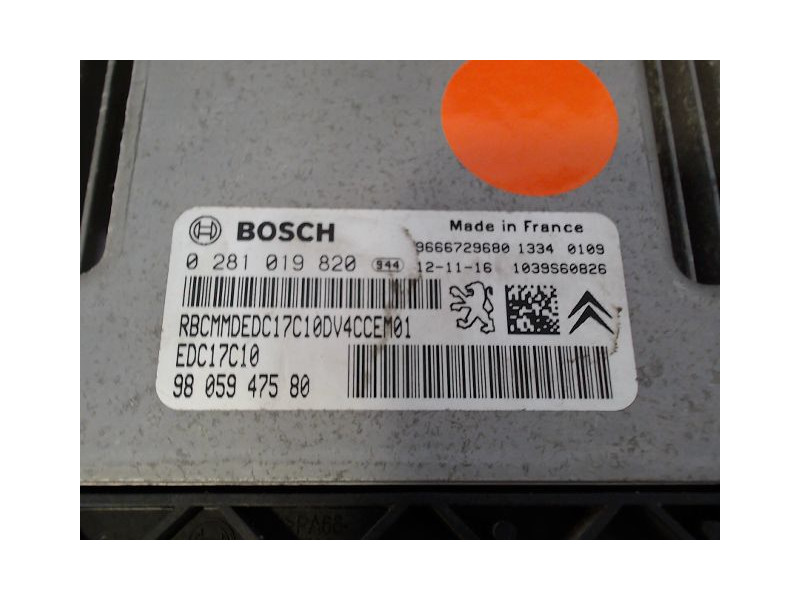 BOSCH
Made in France
9666729680 1334 0109
0 281 019 820 944 12-11-16 1039S60826
RBCMMDEDC17C10DV4CCEM01
EDC17C10
98 059 475 80